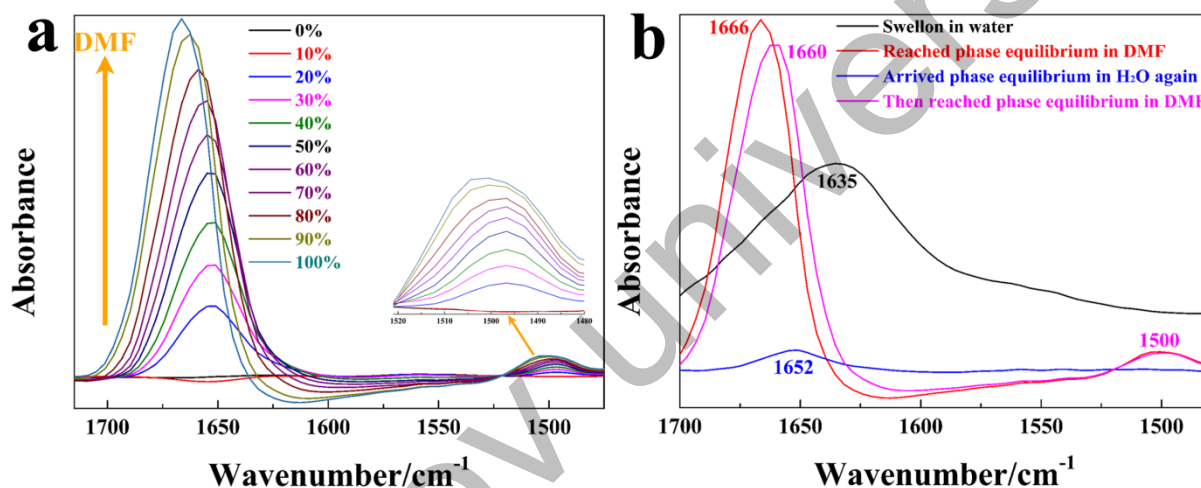 a
DMF
0%
10%
20%
30%
40%
50%
60%
70%
80%
90%
100%
1520 1510 1500 1490 1480
1700 1650 1600 1550 1500
Absorbance
Wavenumber/cm-1
b
Swellon in water
Reached phase equilibrium in DMF
Arrived phase equilibrium in H₂O again
Then reached phase equilibrium in DMF
1666
1660
1635
1652
1500
1700 1650 1600 1550 1500
Absorbance
Wavenumber/cm-1